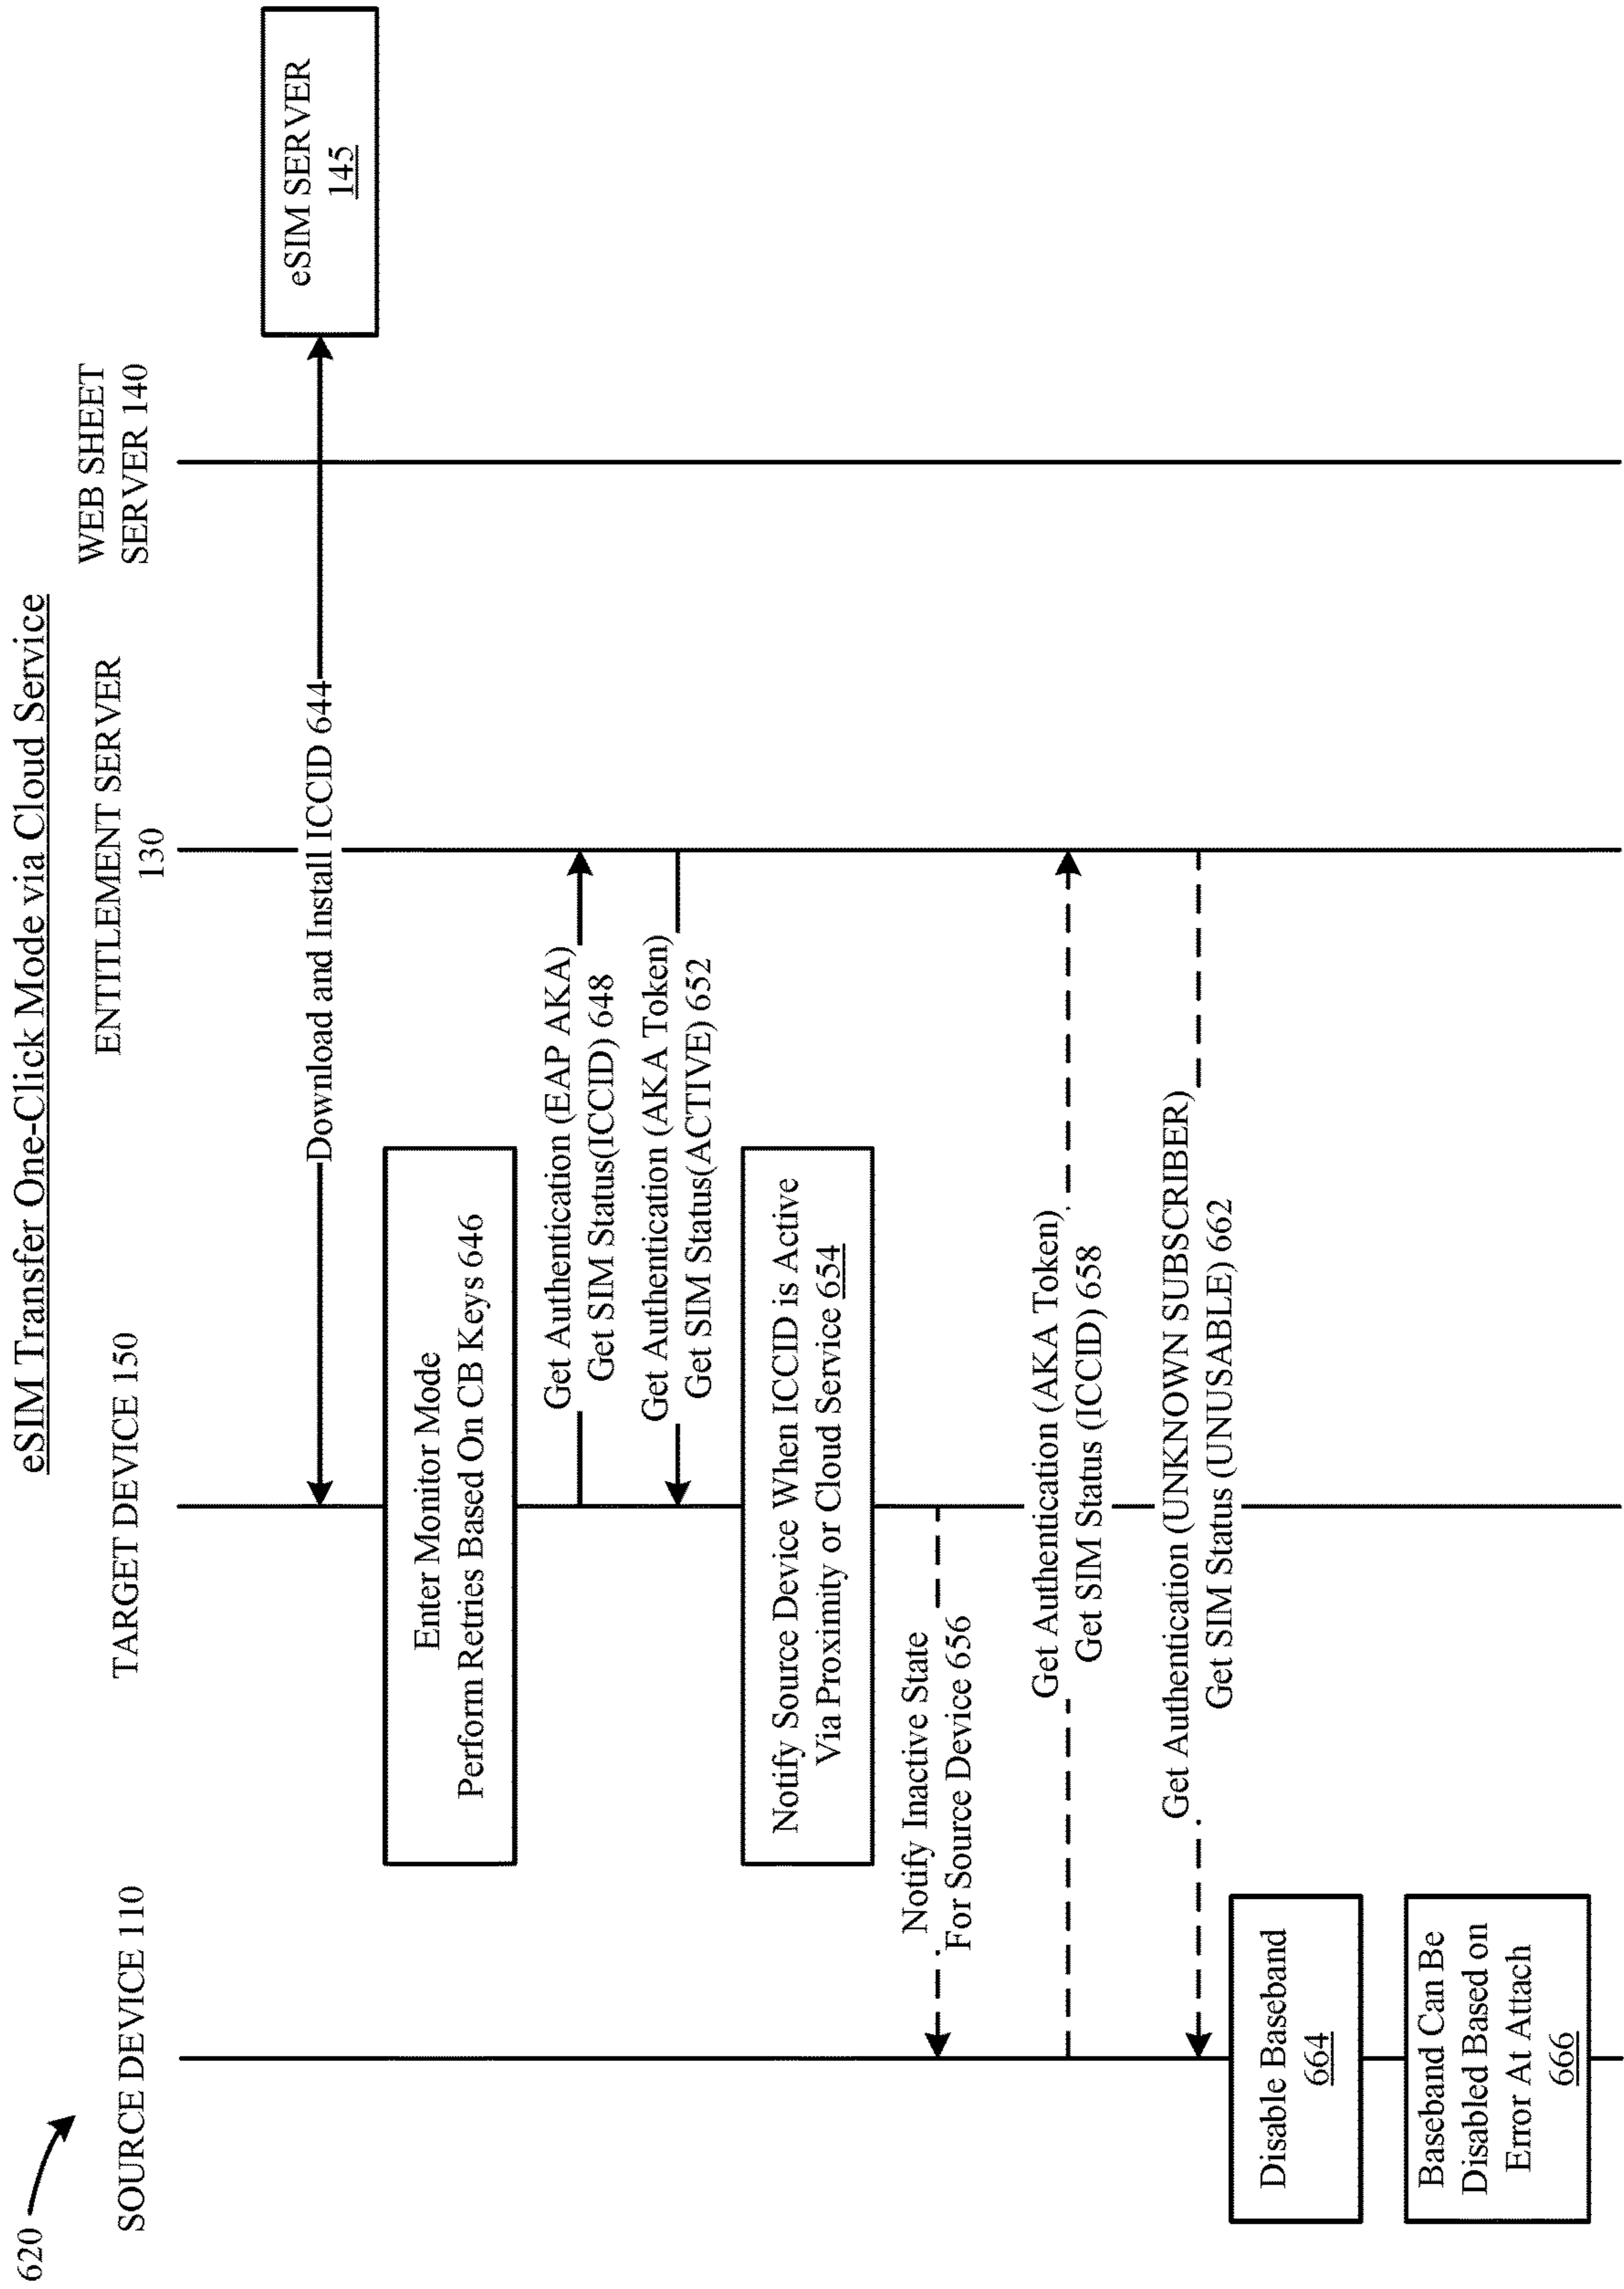 eSIM Transfer One-Click Mode via Cloud Service
620
SOURCE DEVICE 110
TARGET DEVICE 150
ENTITLEMENT SERVER
130
WEB SHEET
SERVER 140
eSIM SERVER
145
Download and Install ICCID 644
Enter Monitor Mode
Perform Retries Based On CB Keys 646
Get Authentication (EAP AKA)
Get SIM Status(ICCID) 648
Get Authentication (AKA Token)
Get SIM Status(ACTIVE) 652
Notify Source Device When ICCID is Active
Via Proximity or Cloud Service 654
Notify Inactive State
For Source Device 656
Get Authentication (AKA Token)
Get SIM Status (ICCID) 658
Get Authentication (UNKNOWN SUBSCRIBER)
Get SIM Status (UNUSABLE) 662
Disable Baseband
664
Baseband Can Be
Disabled Based on
Error At Attach
666